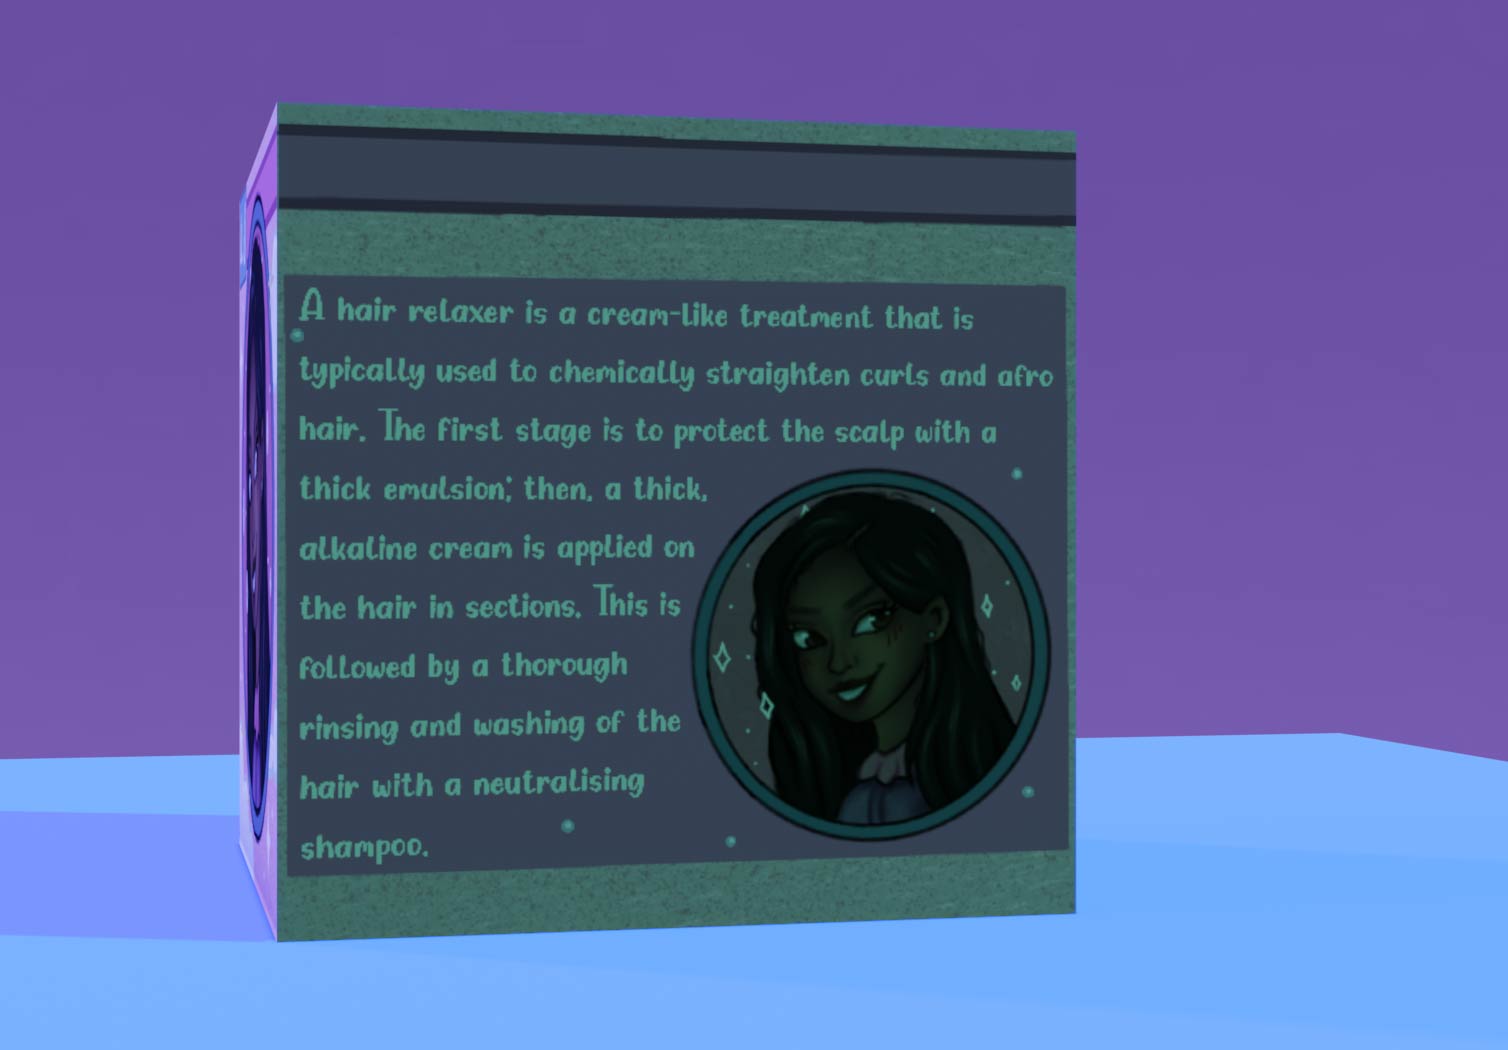 A hair relaxer is a cream-like treatment that is
typically used to chemically straighten curls and afro
hair. The first stage is to protect the scalp with a
thick emulsion; then, a thick,
alkaline cream is applied on
the hair in sections. This is
followed by a thorough
rinsing and washing of the
hair with a neutralising
shampoo.